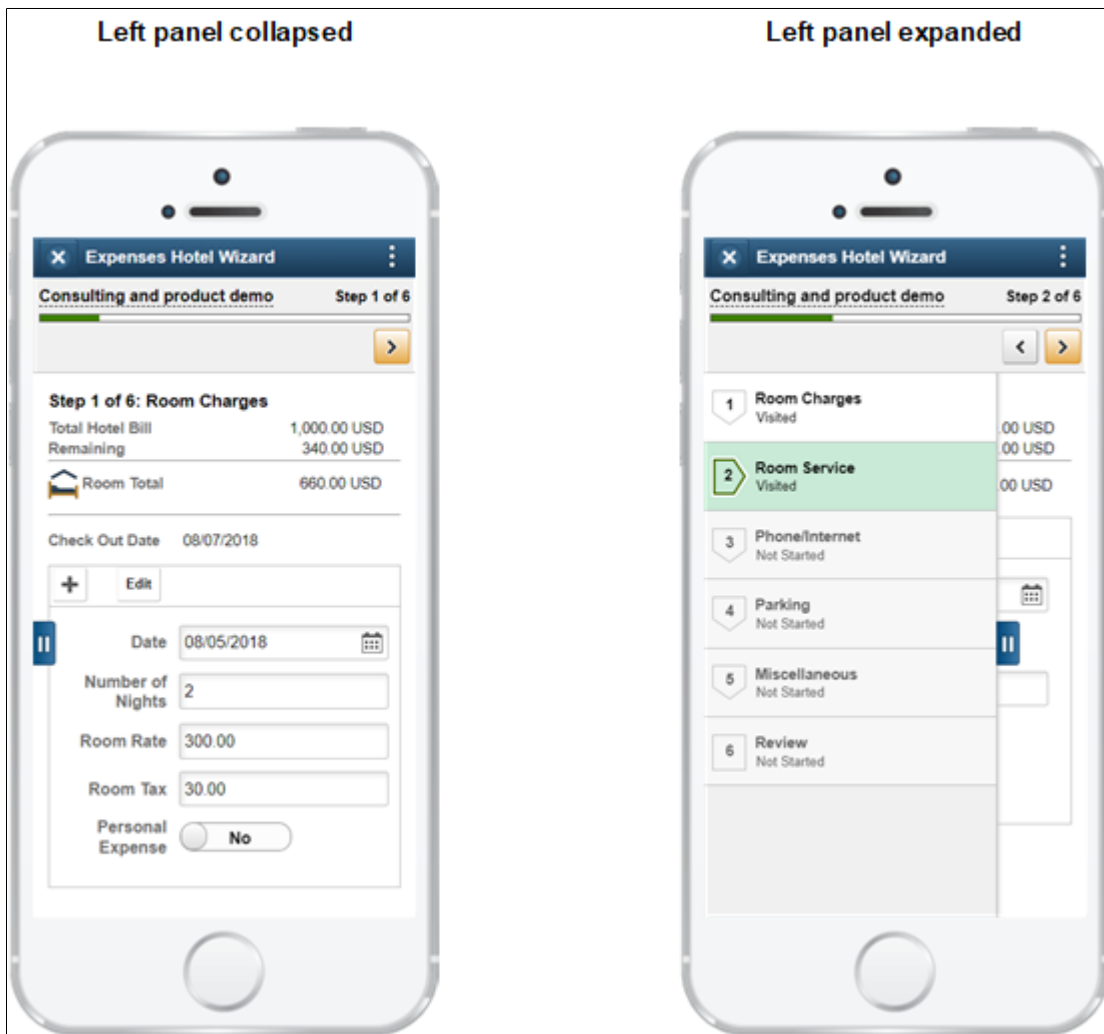 Left panel collapsed
Left panel expanded
Expenses Hotel Wizard
Consulting and product demo Step 1 of 6
Step 1 of 6: Room Charges
Total Hotel Bill 1,000.00 USD
Remaining 340.00 USD
Room Total 660.00 USD
Check Out Date 08/07/2018
Edit
Date 08/05/2018
Number of
Nights
2
Room Rate 300.00
Room Tax 30.00
Personal
Expense
No
Expenses Hotel Wizard
Consulting and product demo Step 2 of 6
1 Room Charges
Visited
2 Room Service
Visited
3 Phone/Internet
Not Started
4 Parking
Not Started
5 Miscellaneous
Not Started
6 Review
Not Started
.00 USD
.00 USD
.00 USD